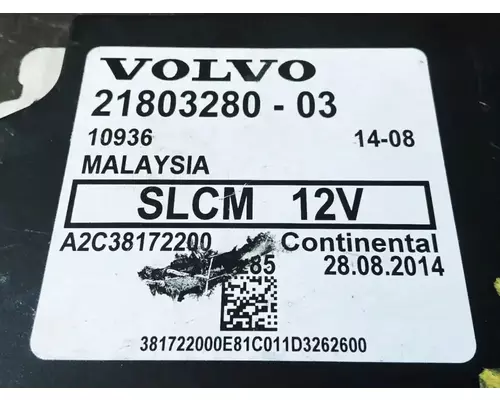 VOLVO
21803280 - 03
10936 14-08
MALAYSIA
SLCM 12V
A2C38172200 Continental
28.08.2014
381722000E81C011D3262600